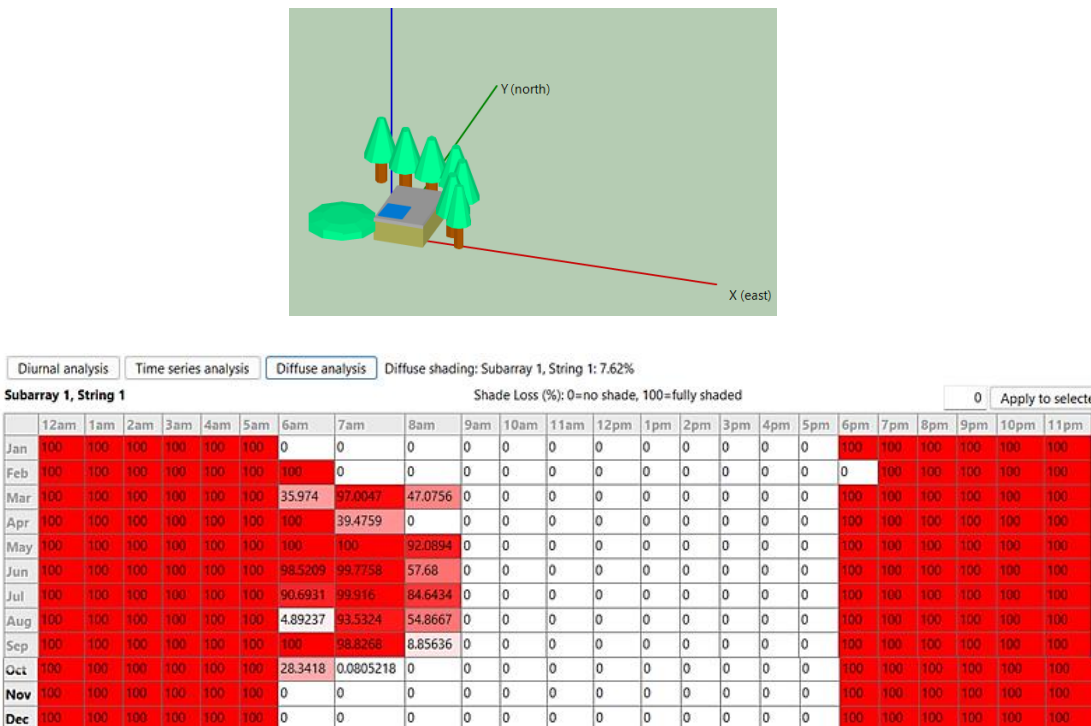 Y (north)
X (east)
Diurnal analysis Time series analysis Diffuse analysis Diffuse shading: Subarray 1, String 1: 7.62%
Subarray 1, String 1 Shade Loss (%): 0=no shade, 100=fully shaded 0 Apply to selecte
12am 1am 2am 3am 4am 5am 6am 7am 8am 9am 10am 11am 12pm 1pm 2pm 3pm 4pm 5pm 6pm 7pm 8pm 9pm 10pm 11pm
Jan 100 100 100 100 100 100 0 0 0 0 0 0 0 0 0 0 0 0 100 100 100 100 100 100
Feb 100 100 100 100 100 100 100 0 0 0 0 0 0 0 0 0 0 0 0 100 100 100 100 100
Mar 100 100 100 100 100 100 35.974 97.0047 47.0756 0 0 0 0 0 0 0 0 0 100 100 100 100 100 100
Apr 100 100 100 100 100 100 100 39.4759 0 0 0 0 0 0 0 0 0 0 100 100 100 100 100 100
May 100 100 100 100 100 100 100 100 92.0894 0 0 0 0 0 0 0 0 0 100 100 100 100 100 100
Jun 100 100 100 100 100 100 98.5209 99.7758 57.68 0 0 0 0 0 0 0 0 0 100 100 100 100 100 100
Jul 100 100 100 100 100 100 90.6931 99.916 84.6434 0 0 0 0 0 0 0 0 0 100 100 100 100 100 100
Aug 100 100 100 100 100 100 4.89237 93.5324 54.8667 0 0 0 0 0 0 0 0 0 100 100 100 100 100 100
Sep 100 100 100 100 100 100 100 98.8268 8.85636 0 0 0 0 0 0 0 0 0 100 100 100 100 100 100
Oct 100 100 100 100 100 100 28.3418 0.0805218 0 0 0 0 0 0 0 0 0 0 100 100 100 100 100 100
Nov 100 100 100 100 100 100 0 0 0 0 0 0 0 0 0 0 0 0 100 100 100 100 100 100
Dec 100 100 100 100 100 100 0 0 0 0 0 0 0 0 0 0 0 0 100 100 100 100 100 100